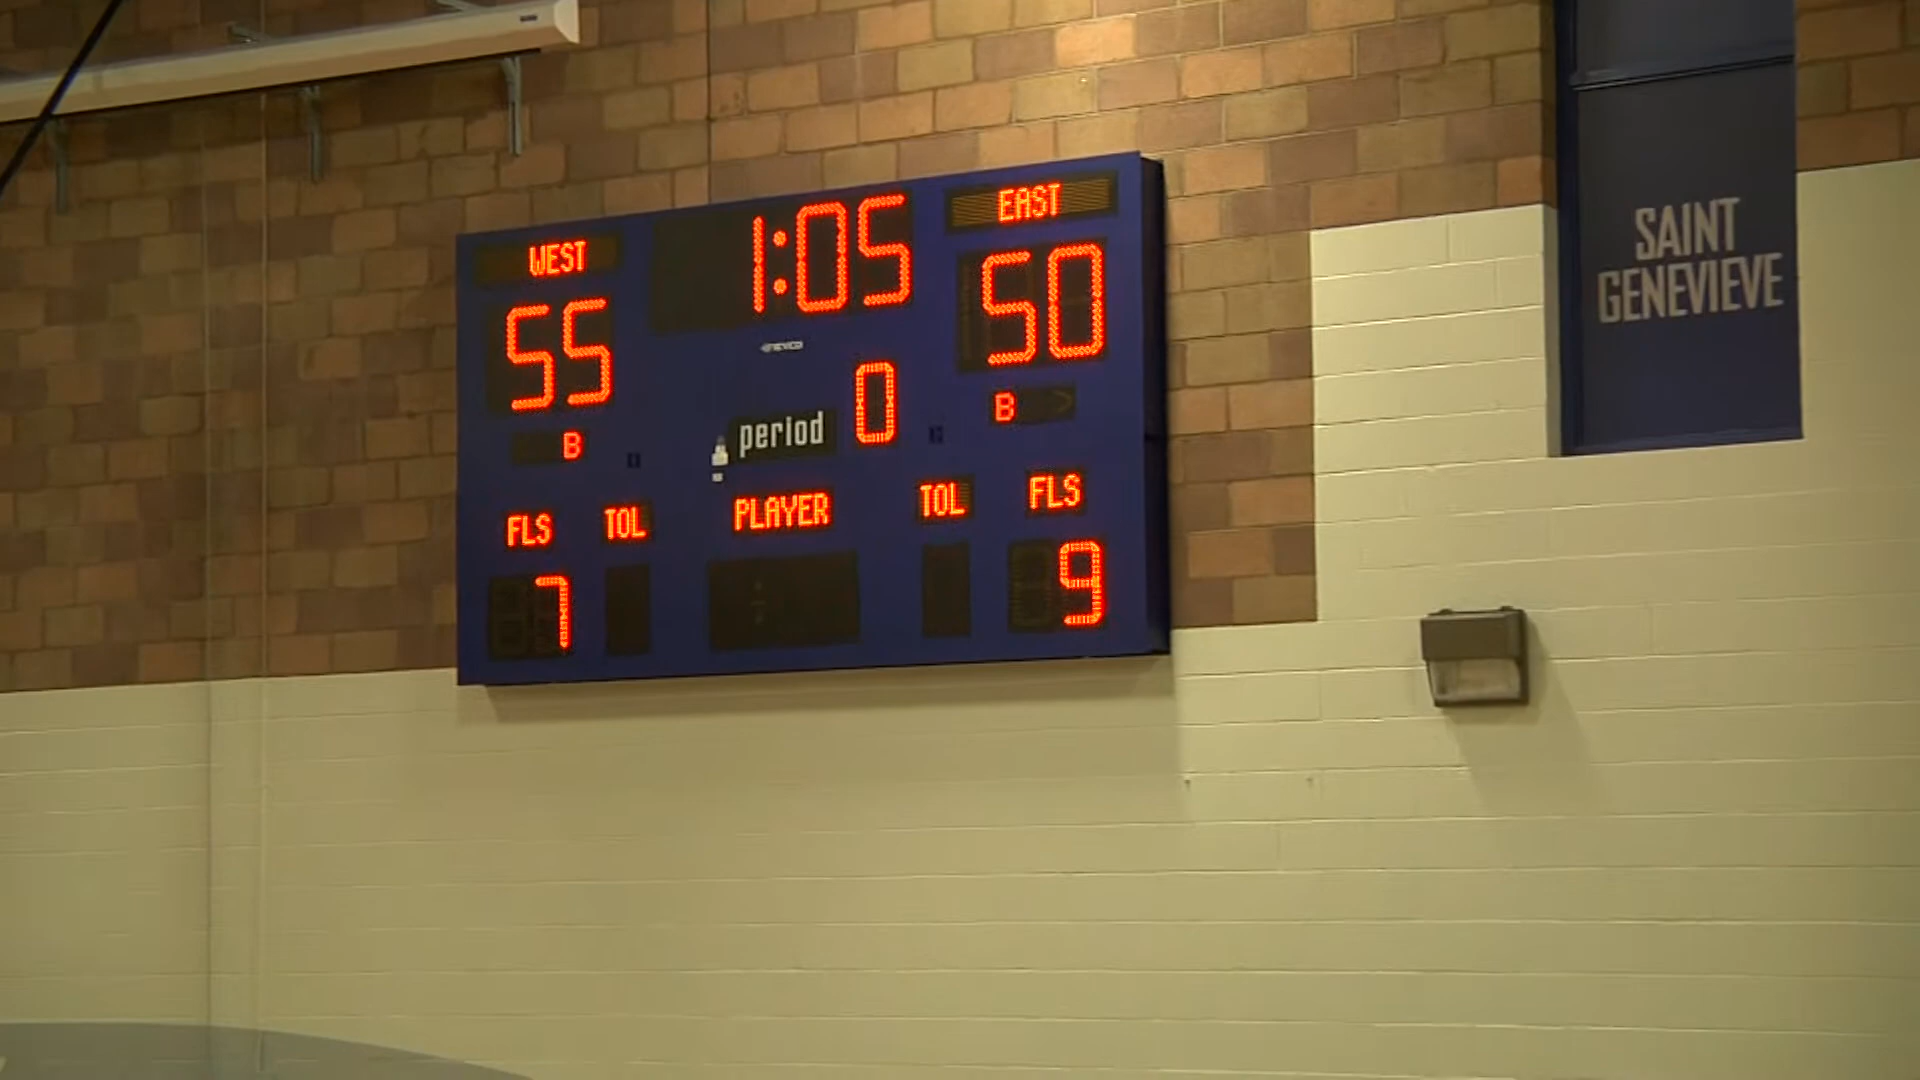 WEST
1:05
EAST
55
50
period
0
B
B
FLS
TOL
PLAYER
TOL
FLS
7
9
SAINT
GENEVIEVE